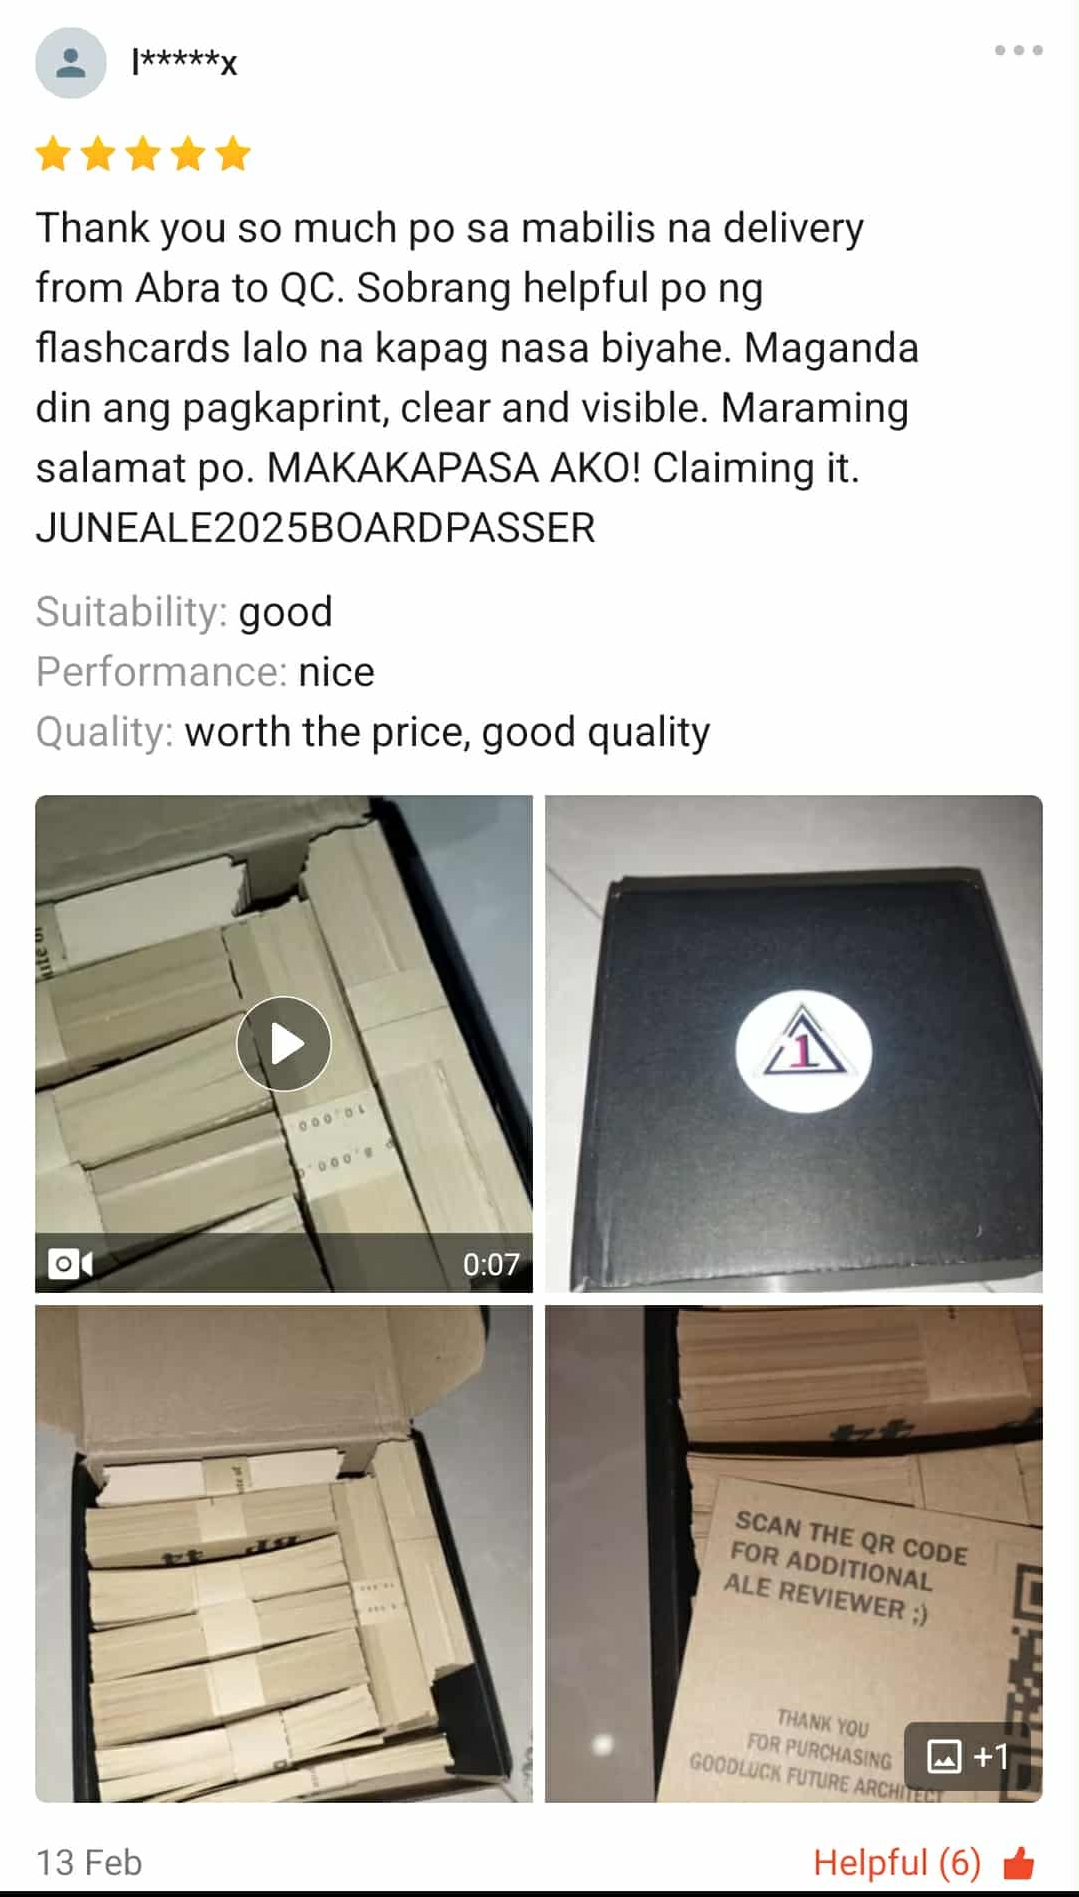 l*****x
Thank you so much po sa mabilis na delivery
from Abra to QC. Sobrang helpful po ng
flashcards lalo na kapag nasa biyahe. Maganda
din ang pagkaprint, clear and visible. Maraming
salamat po. MAKAKAPASA AKO! Claiming it.
JUNEALE2025BOARDPASSER
Suitability: good
Performance: nice
Quality: worth the price, good quality
10,000
0:07
1
SCAN THE QR CODE
FOR ADDITIONAL
ALE REVIEWER ;)
THANK YOU
FOR PURCHASING
GOODLUCK FUTURE ARCHITECT
+1
13 Feb
Helpful (6)